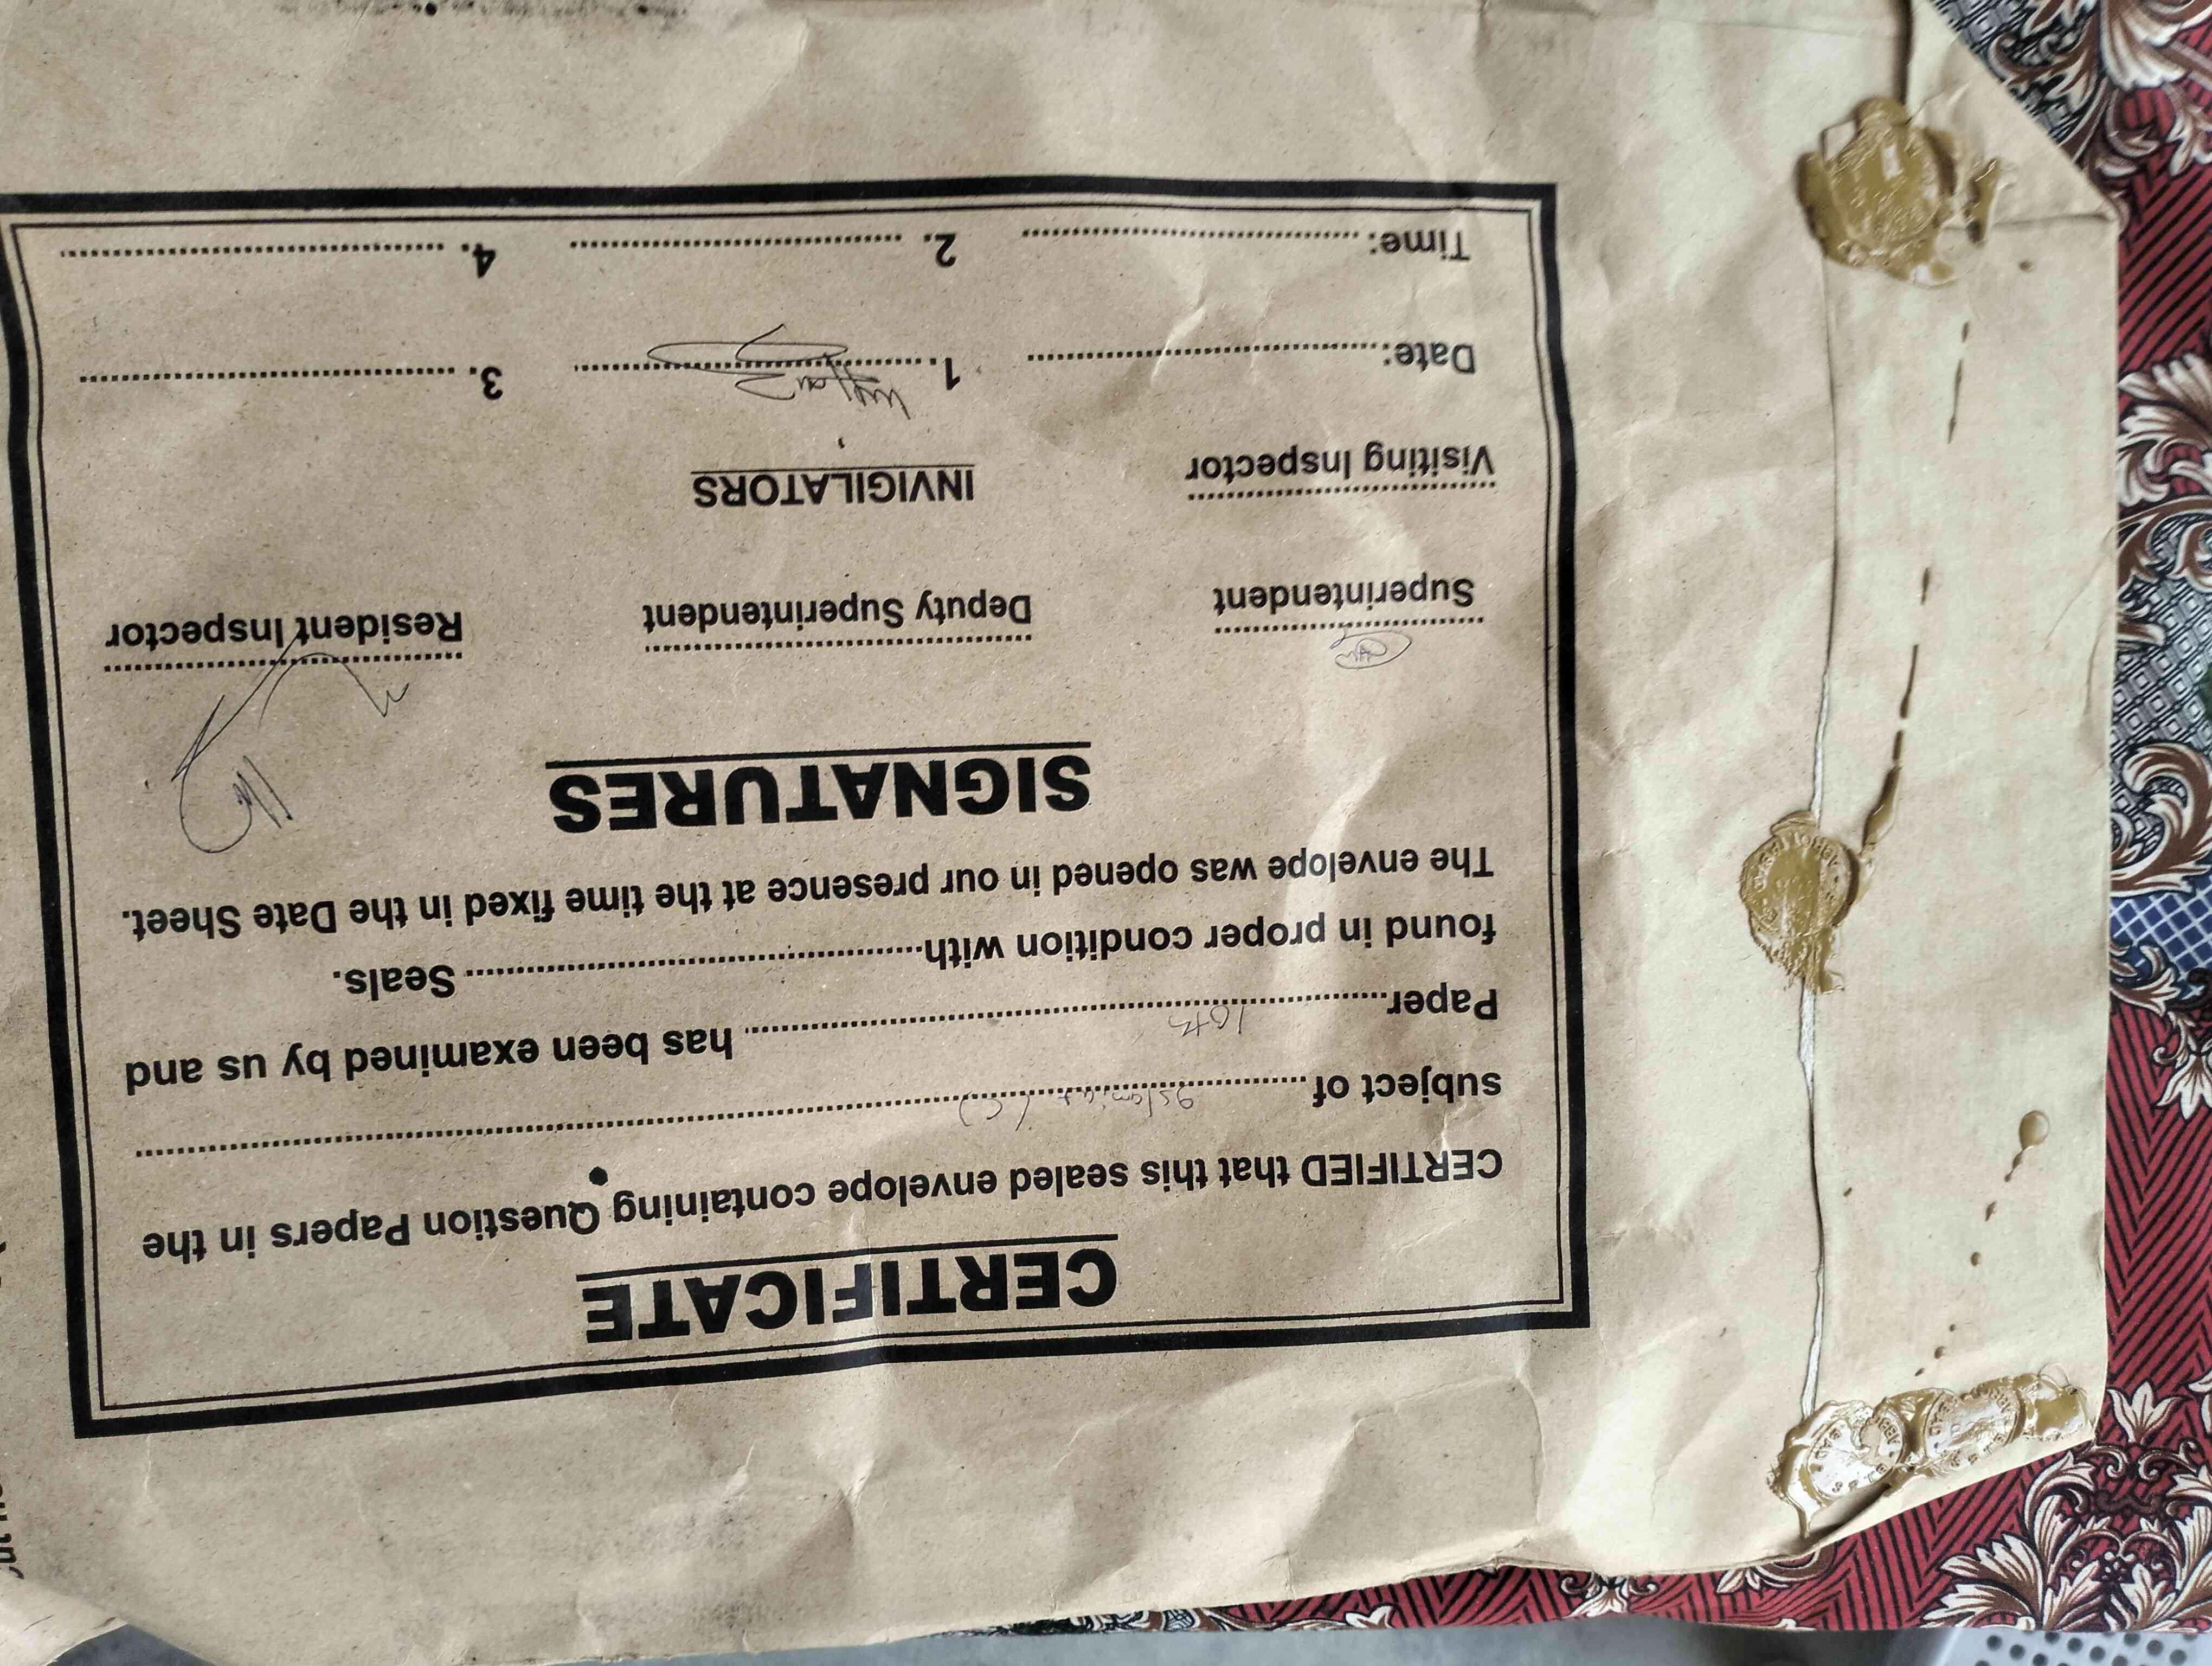 CERTIFICATE
CERTIFIED that this sealed envelope containing Question Papers in the
subject of ........ Islamiat (C) ........
Paper ........ 10th ........ has been examined by us and
found in proper condition with ................ Seals.
The envelope was opened in our presence at the time fixed in the Date Sheet.
SIGNATURES
Superintendent Deputy Superintendent Resident Inspector
Visiting Inspector INVIGILATORS
Date: ................ 1. ................ 3. ................
Time: ................ 2. ................ 4. ................